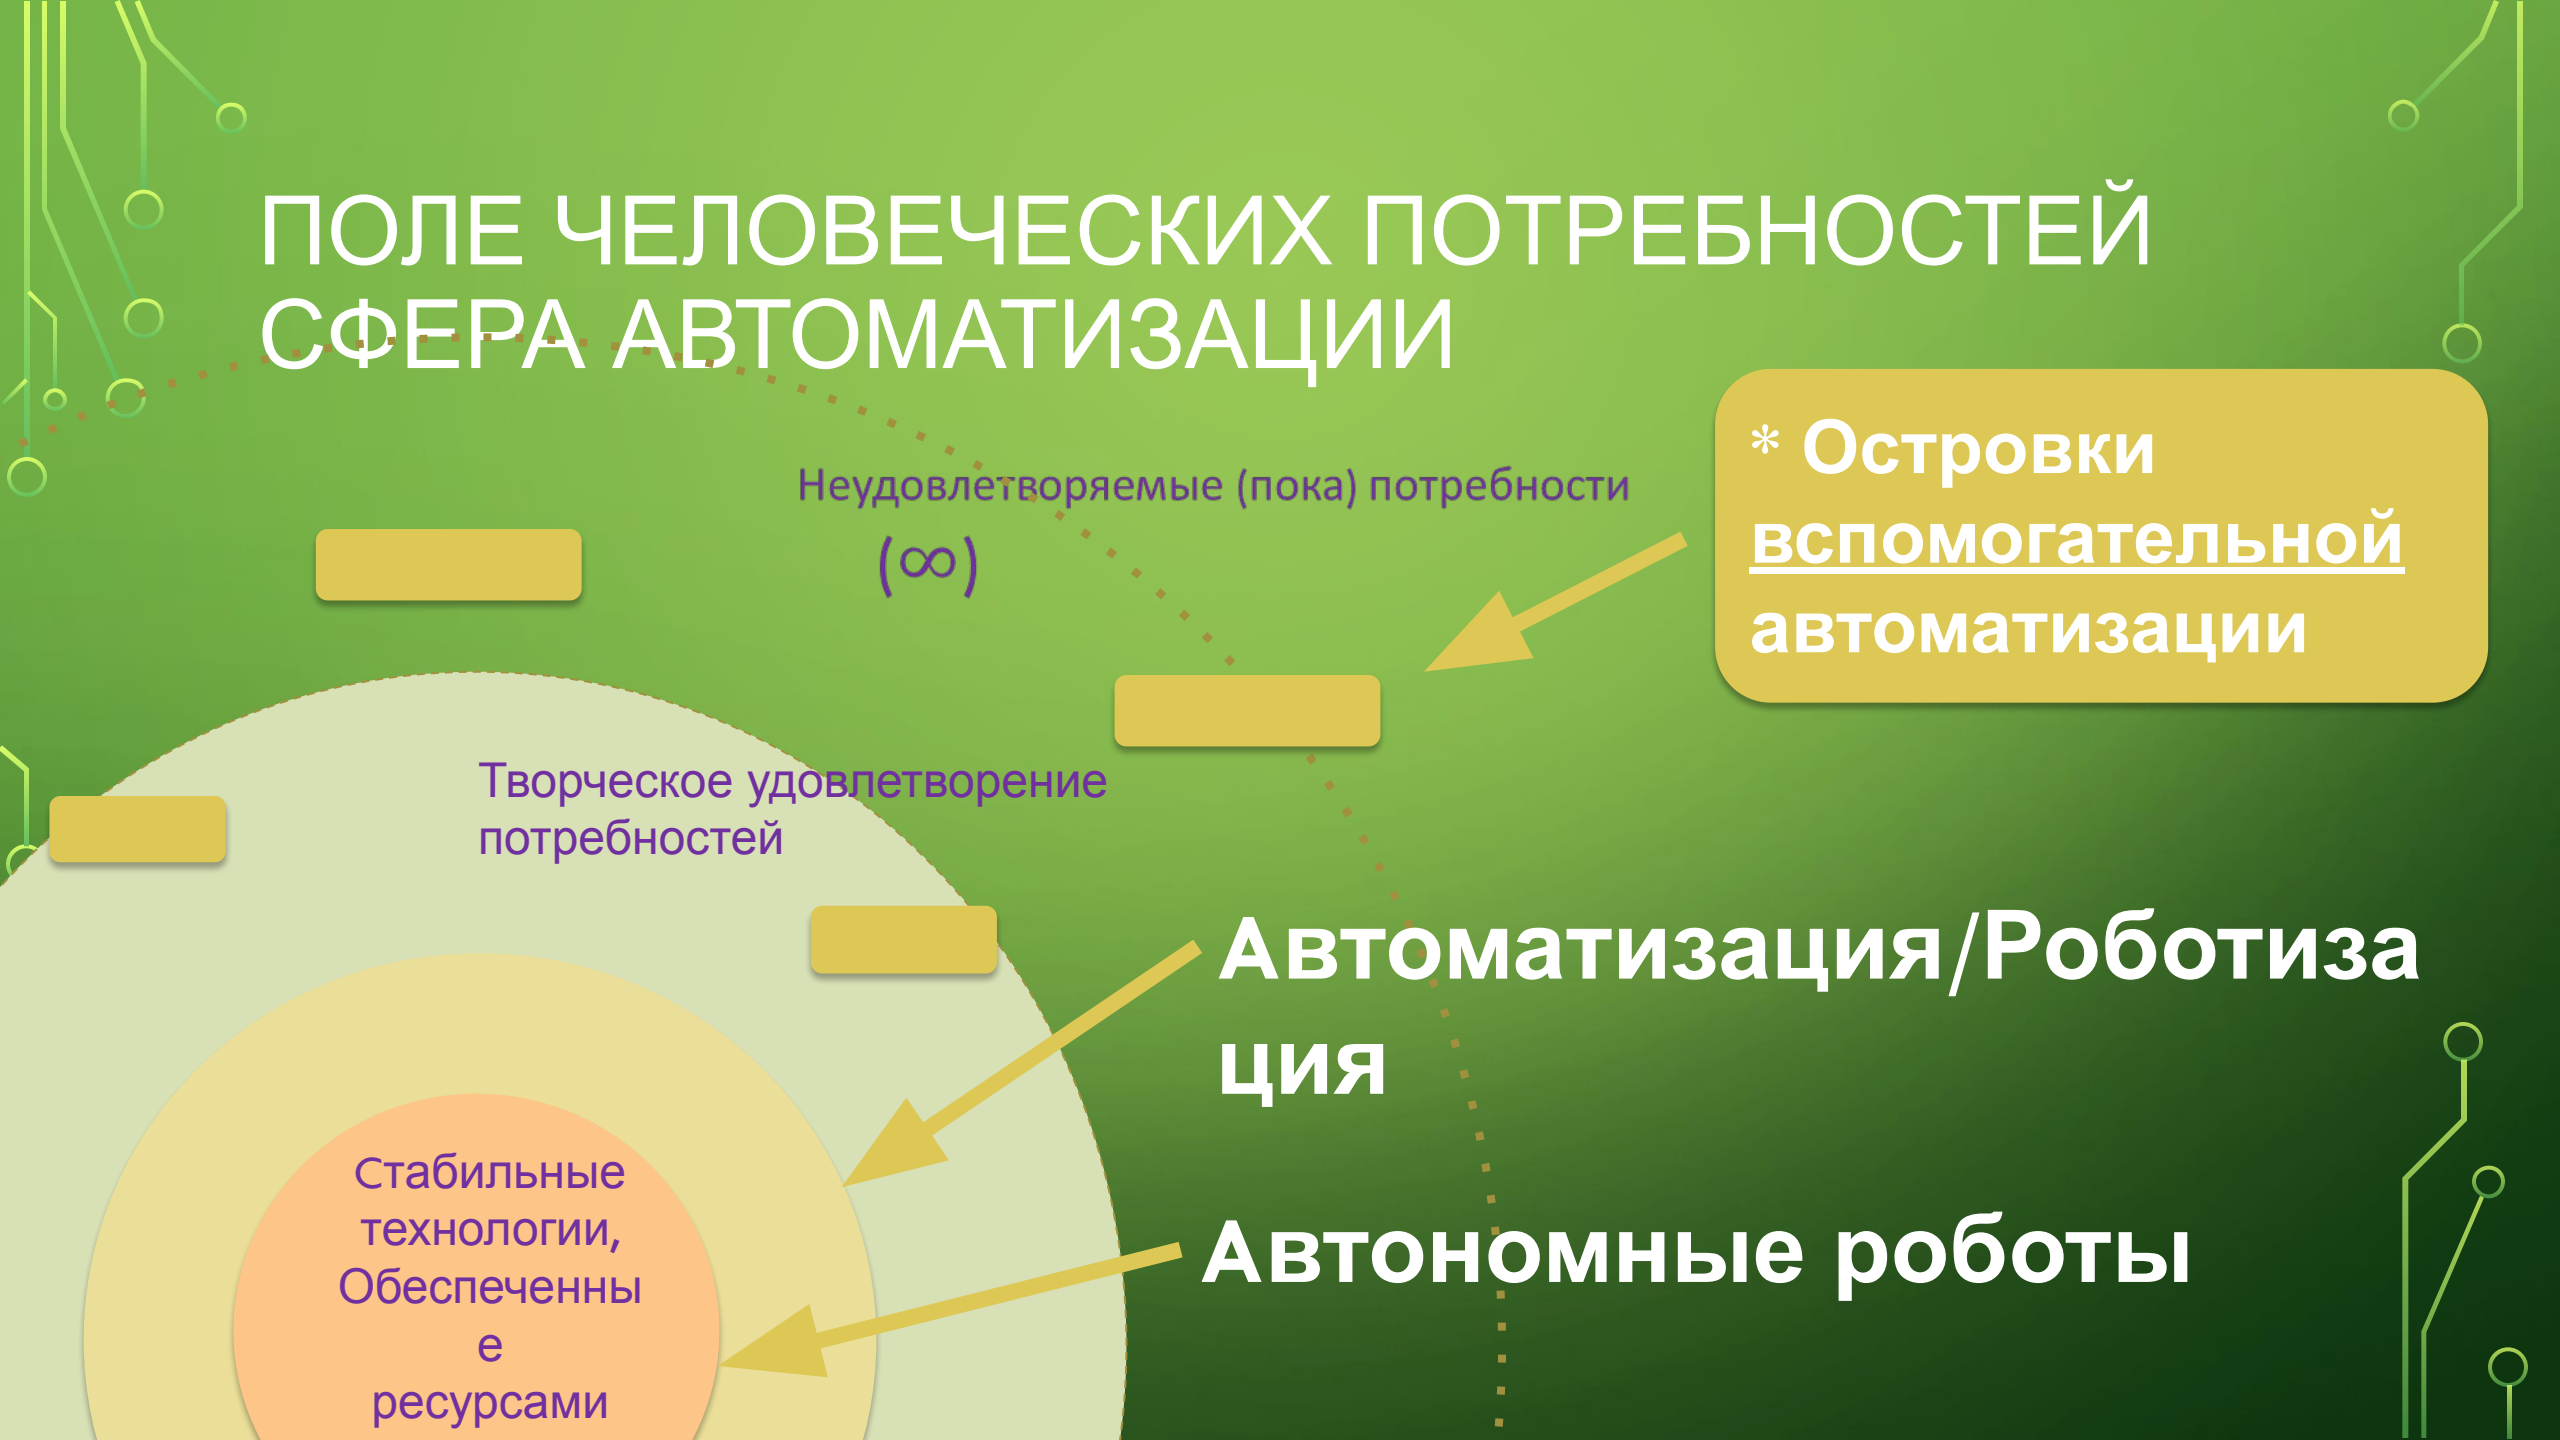 ПОЛЕ ЧЕЛОВЕЧЕСКИХ ПОТРЕБНОСТЕЙ
СФЕРА АВТОМАТИЗАЦИИ
* Островки
вспомогательной
автоматизации
Неудовлетворяемые (пока) потребности
(∞)
Творческое удовлетворение
потребностей
Автоматизация/Роботиза
ция
Автономные роботы
Стабильные
технологии,
Обеспеченны
е
ресурсами